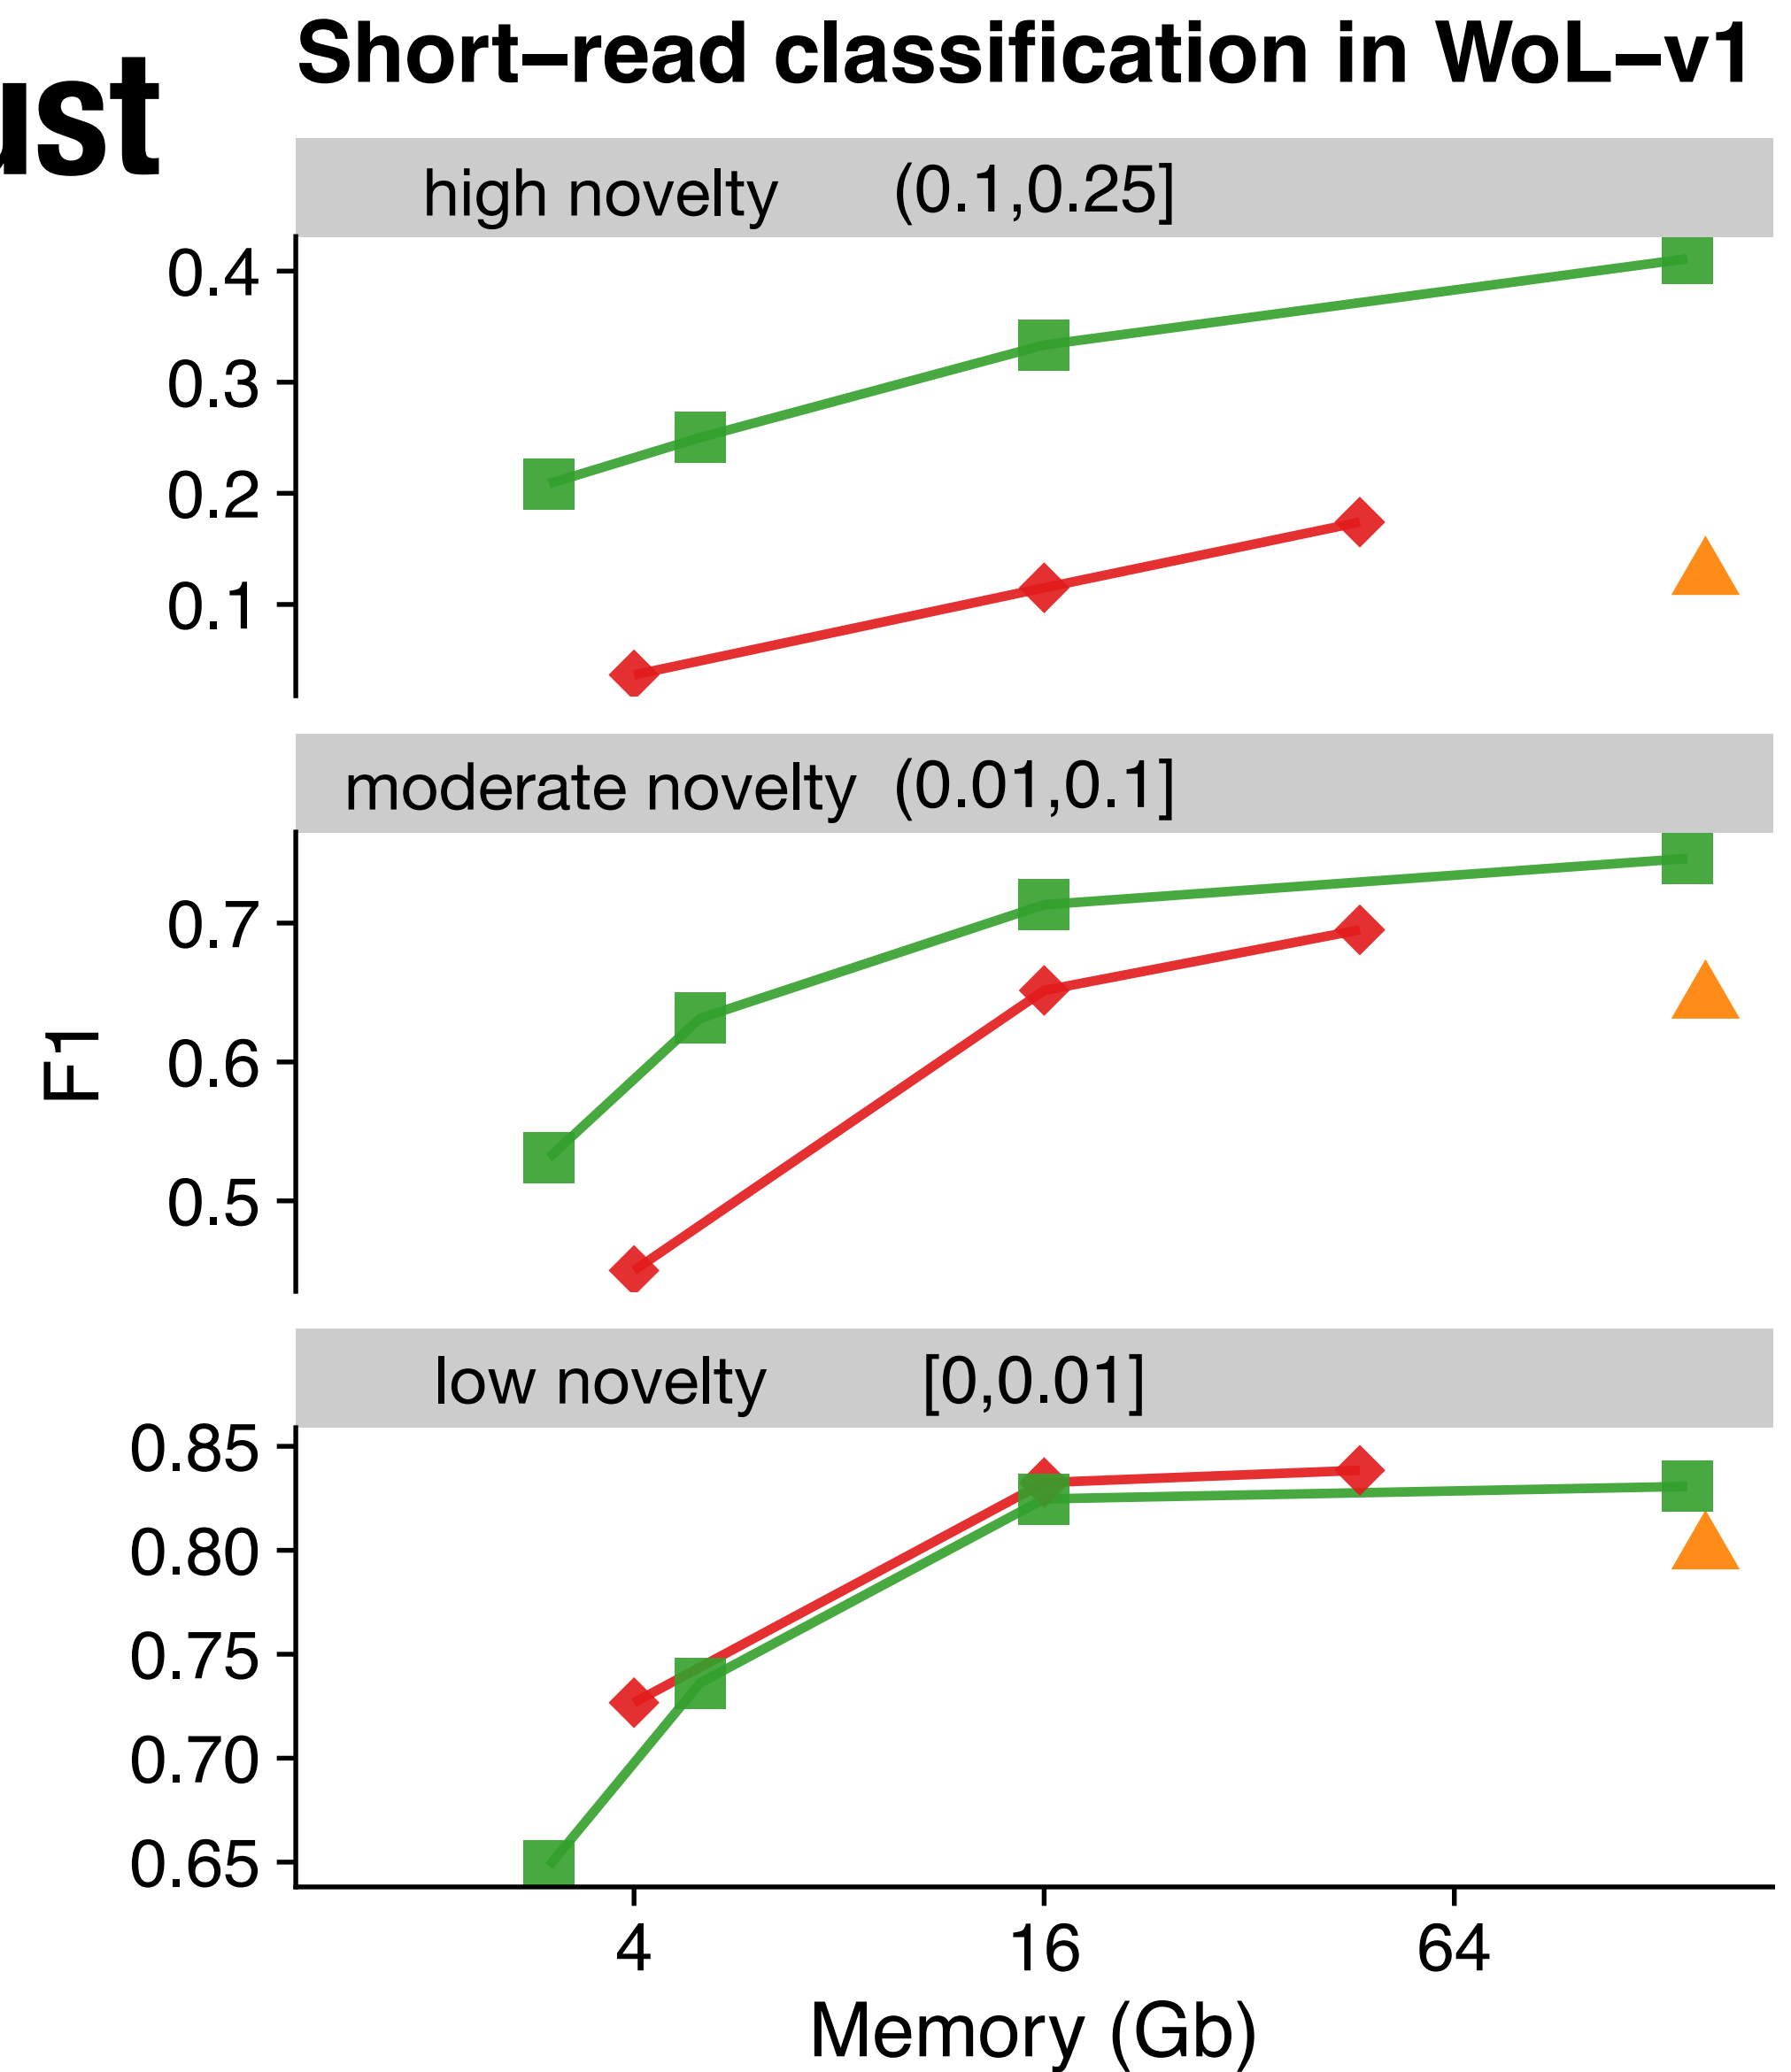 Short–read classification in WoL–v1
ust
high novelty (0.1,0.25]
0.4
0.3
0.2
0.1
moderate novelty (0.01,0.1]
0.7
0.6
0.5
F1
low novelty [0,0.01]
0.85
0.80
0.75
0.70
0.65
4 16 64
Memory (Gb)